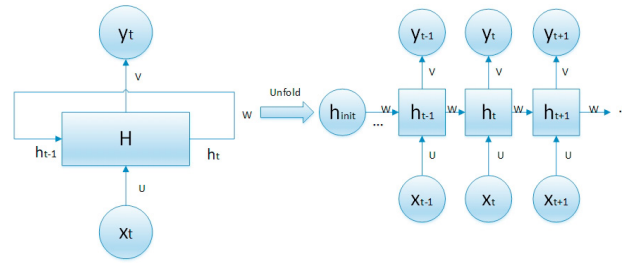 yt
V
W
H
ht-1
ht
U
xt
Unfold
yt-1
yt
yt+1
V
V
V
hinit
W
...
ht-1
W
ht
W
ht+1
W
.
U
U
U
xt-1
xt
xt+1